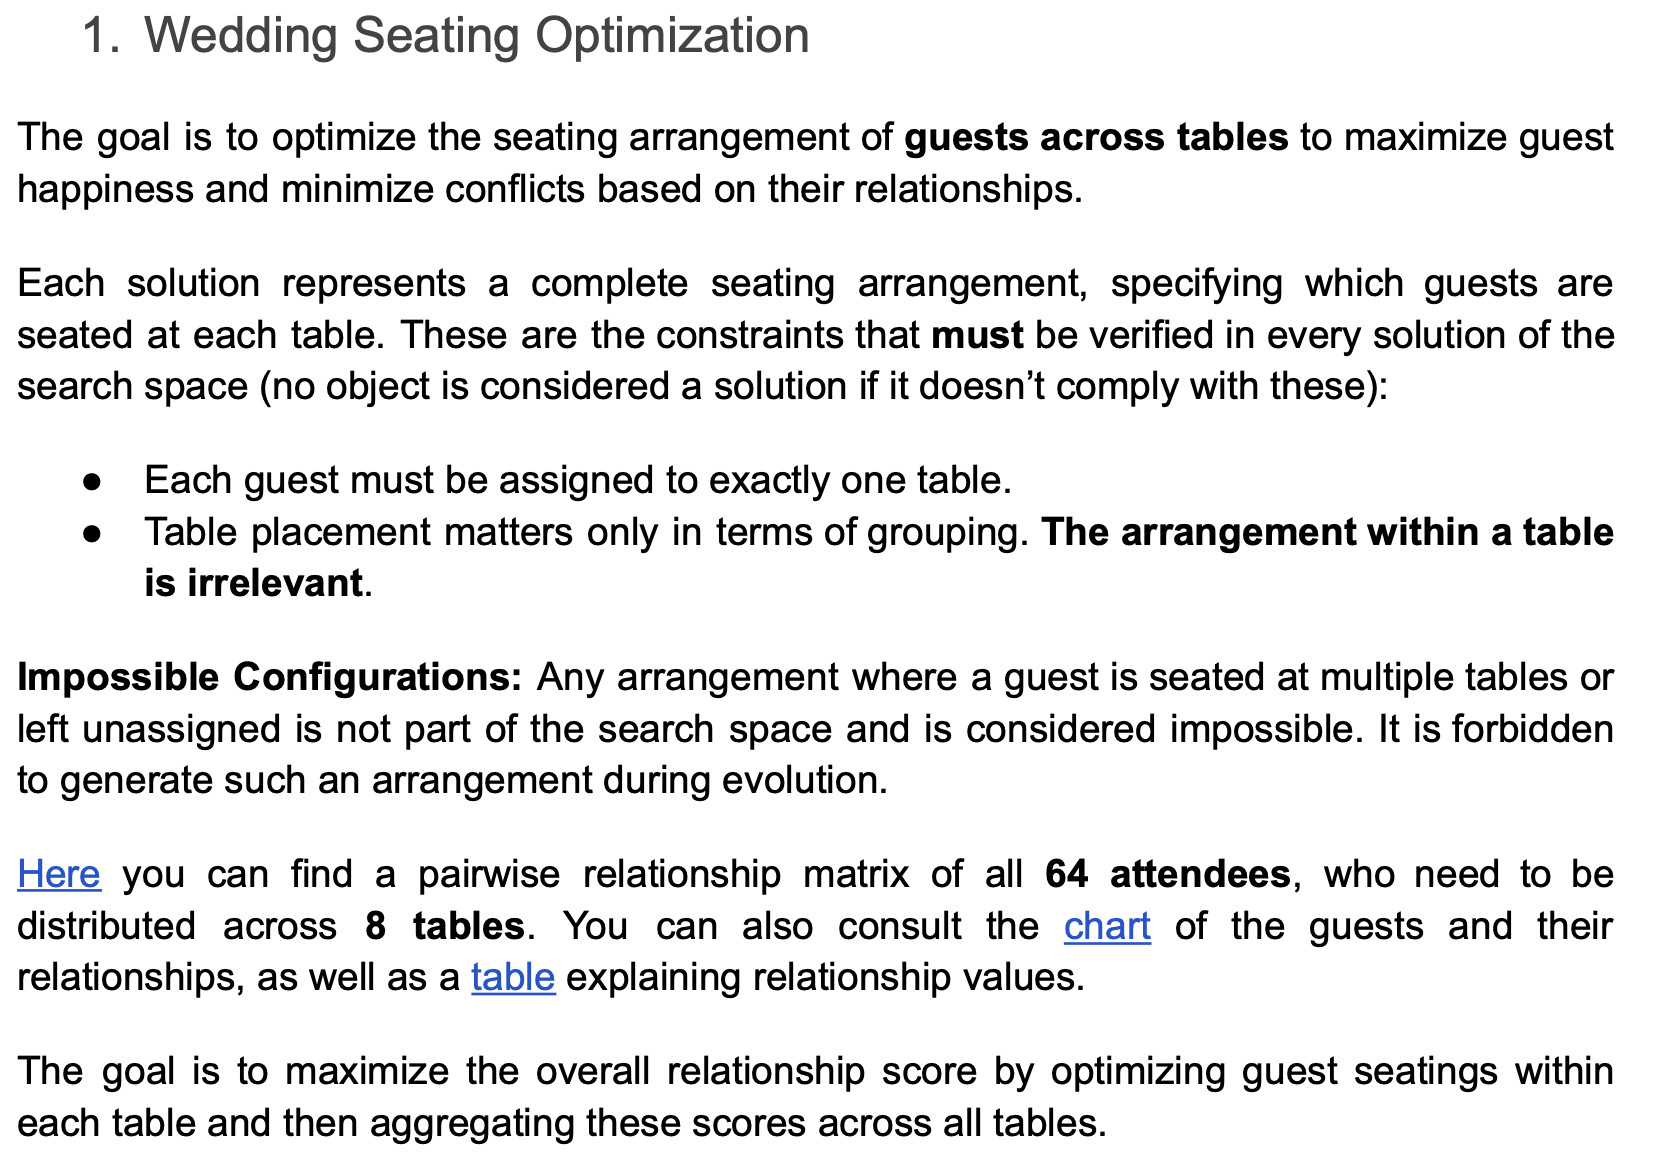 1. Wedding Seating Optimization
The goal is to optimize the seating arrangement of guests across tables to maximize guest
happiness and minimize conflicts based on their relationships.
Each solution represents a complete seating arrangement, specifying which guests are
seated at each table. These are the constraints that must be verified in every solution of the
search space (no object is considered a solution if it doesn’t comply with these):
● Each guest must be assigned to exactly one table.
● Table placement matters only in terms of grouping. The arrangement within a table
is irrelevant.
Impossible Configurations: Any arrangement where a guest is seated at multiple tables or
left unassigned is not part of the search space and is considered impossible. It is forbidden
to generate such an arrangement during evolution.
Here you can find a pairwise relationship matrix of all 64 attendees, who need to be
distributed across 8 tables. You can also consult the chart of the guests and their
relationships, as well as a table explaining relationship values.
The goal is to maximize the overall relationship score by optimizing guest seatings within
each table and then aggregating these scores across all tables.